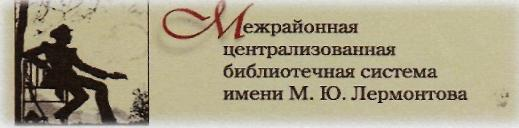 Межрайонная
централизованная
библиотечная система
имени М. Ю. Лермонтова